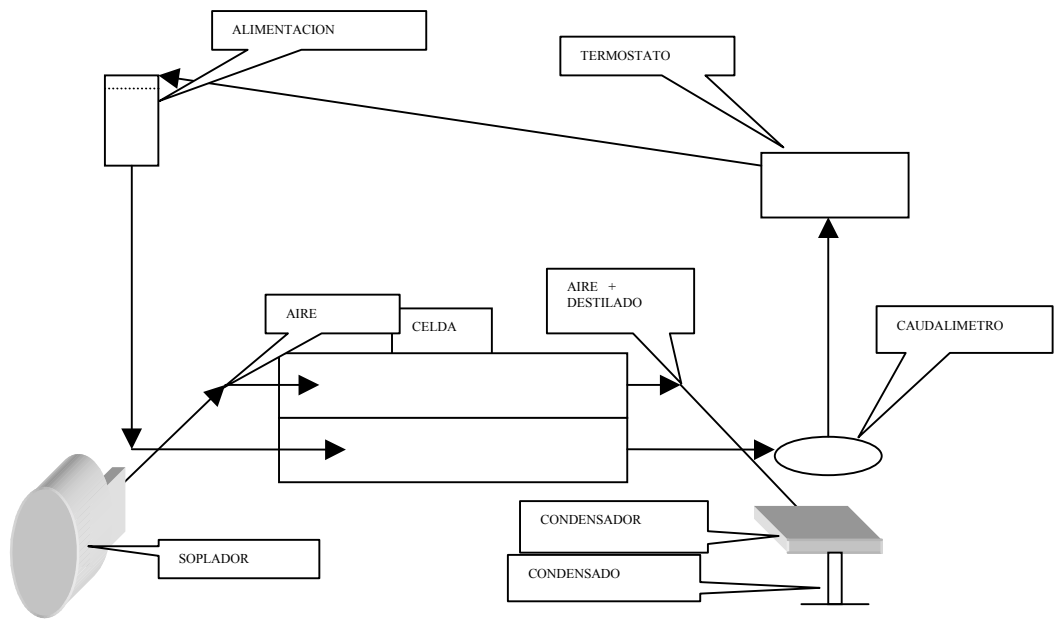 ALIMENTACION
TERMOSTATO
AIRE +
DESTILADO
AIRE
CELDA
CAUDALIMETRO
CONDENSADOR
SOPLADOR
CONDENSADO